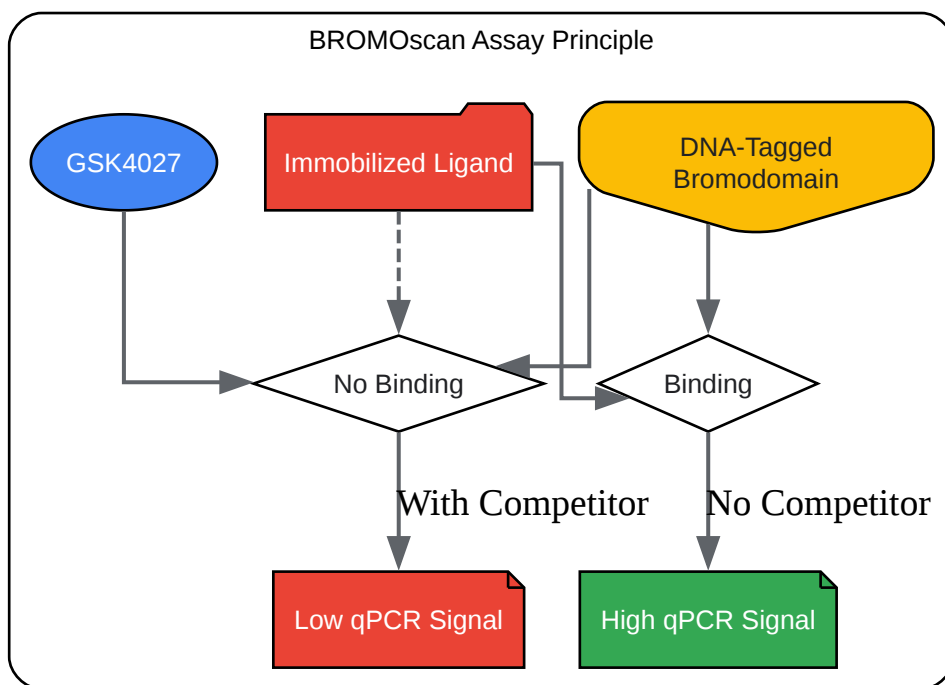 BROMOscan Assay Principle
GSK4027
Immobilized Ligand
DNA-Tagged
Bromodomain
No Binding
Binding
With Competitor
No Competitor
Low qPCR Signal
High qPCR Signal